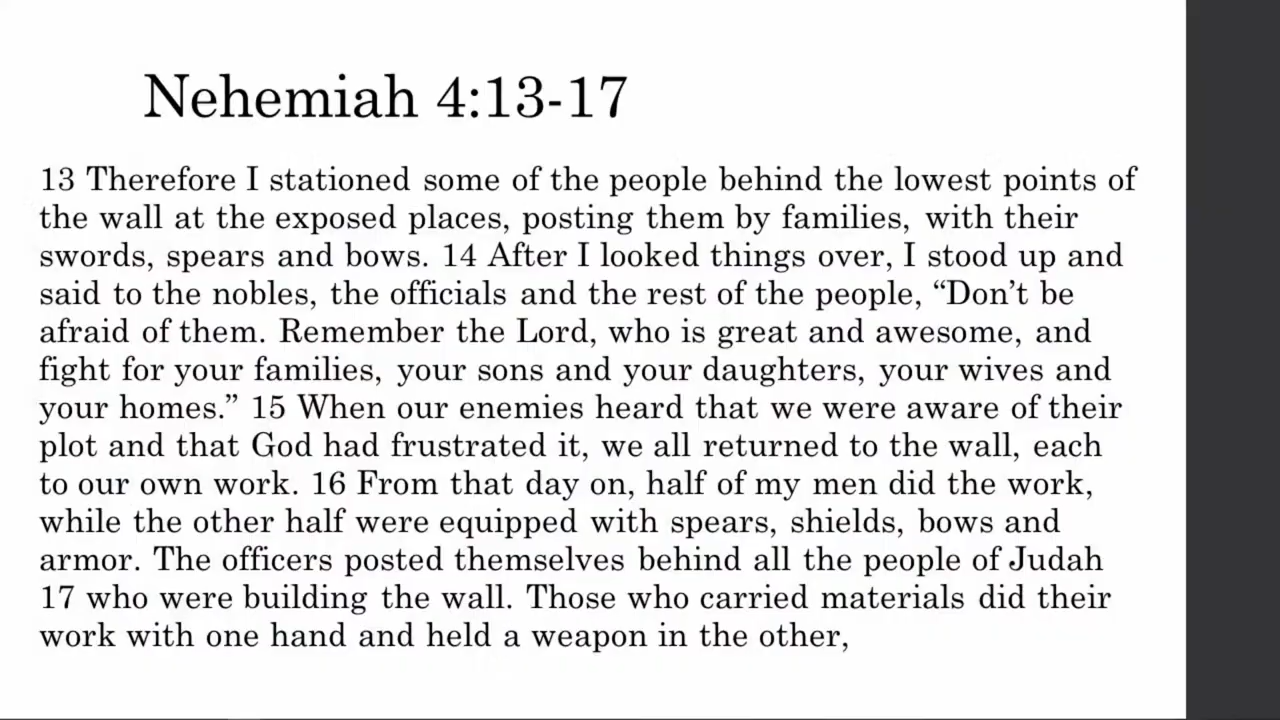 Nehemiah 4:13-17
13 Therefore I stationed some of the people behind the lowest points of
the wall at the exposed places, posting them by families, with their
swords, spears and bows. 14 After I looked things over, I stood up and
said to the nobles, the officials and the rest of the people, “Don’t be
afraid of them. Remember the Lord, who is great and awesome, and
fight for your families, your sons and your daughters, your wives and
your homes.” 15 When our enemies heard that we were aware of their
plot and that God had frustrated it, we all returned to the wall, each
to our own work. 16 From that day on, half of my men did the work,
while the other half were equipped with spears, shields, bows and
armor. The officers posted themselves behind all the people of Judah
17 who were building the wall. Those who carried materials did their
work with one hand and held a weapon in the other,